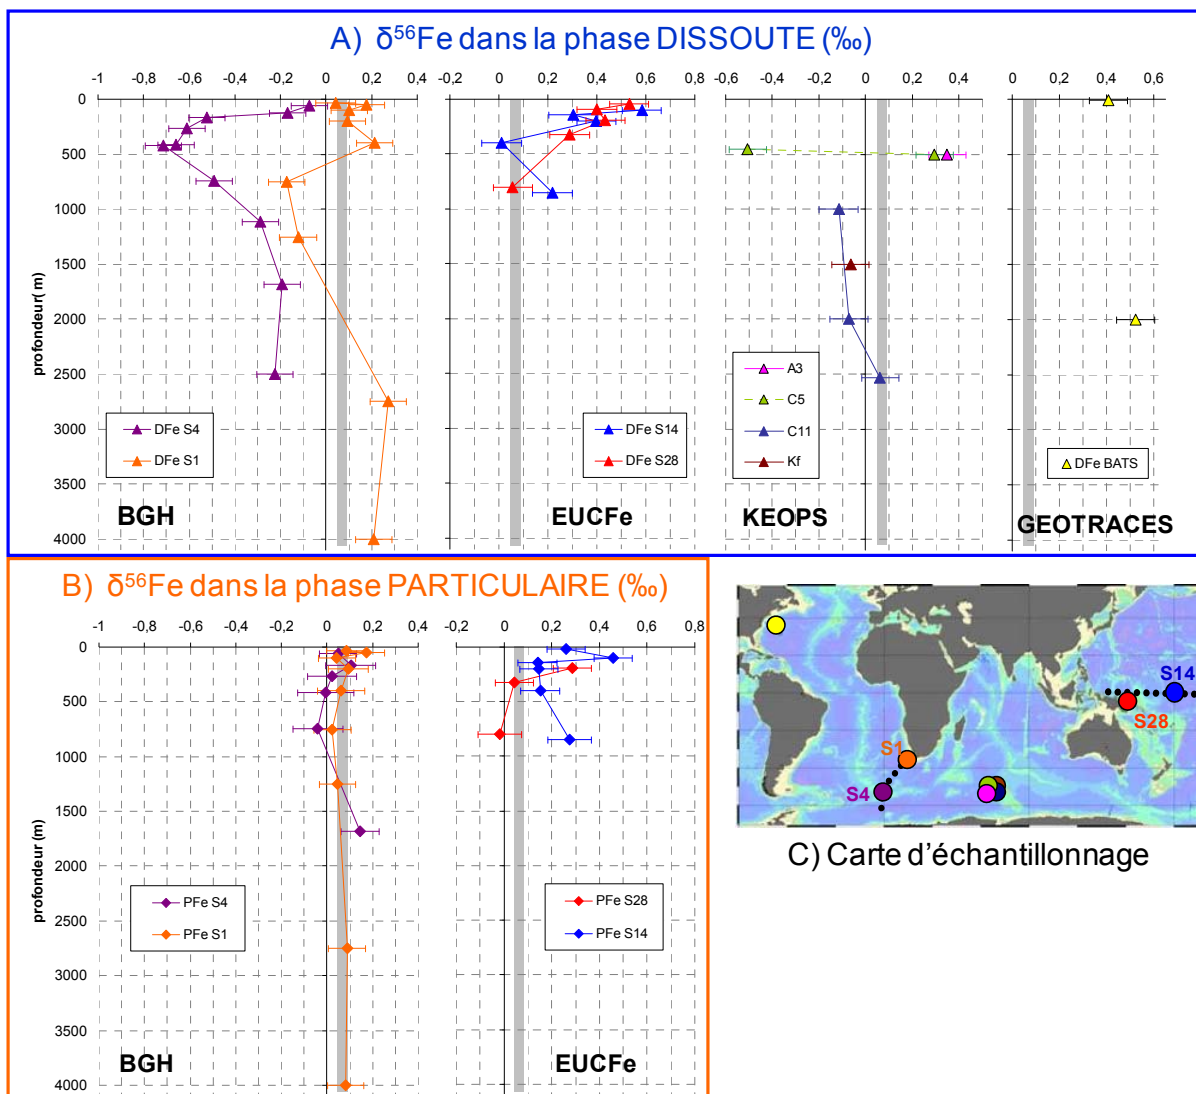 A) δ⁵⁶Fe dans la phase DISSOUTE (‰)
-1 -0,8 -0,6 -0,4 -0,2 0 0,2 0,4
0 0,2 0,4 0,6 0,8
-0,6 -0,4 -0,2 0 0,2 0,4
0 0,2 0,4 0,6
0
500
1000
1500
2000
2500
3000
3500
4000
profondeur( m)
DFe S4
DFe S1
BGH
DFe S14
DFe S28
EUCFe
A3
C5
C11
Kf
KEOPS
DFe BATS
GEOTRACES
B) δ⁵⁶Fe dans la phase PARTICULAIRE (‰)
-1 -0,8 -0,6 -0,4 -0,2 0 0,2 0,4
-0,2 0 0,2 0,4 0,6 0,8
0
500
1000
1500
2000
2500
3000
3500
4000
profondeur (m)
PFe S4
PFe S1
BGH
PFe S28
PFe S14
EUCFe
S14
S28
S1
S4
C) Carte d'échantillonnage